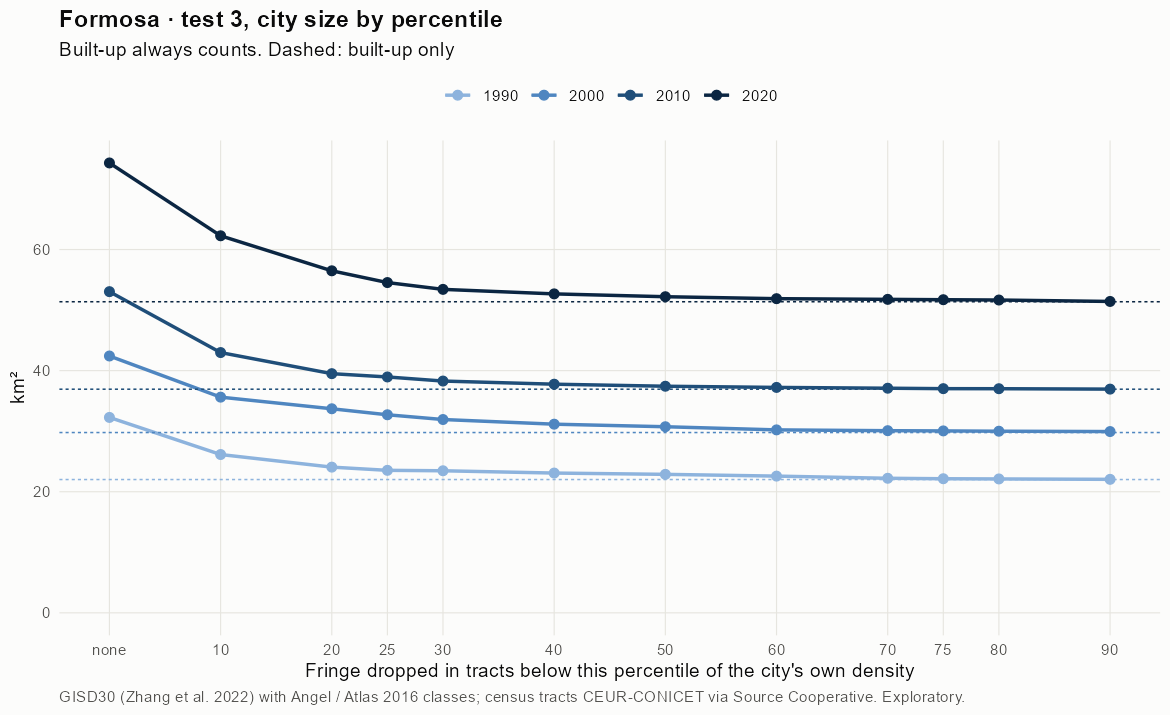 Formosa · test 3, city size by percentile
Built-up always counts. Dashed: built-up only
1990 2000 2010 2020
60
40
20
0
km²
none 10 20 25 30 40 50 60 70 75 80 90
Fringe dropped in tracts below this percentile of the city's own density
GISD30 (Zhang et al. 2022) with Angel / Atlas 2016 classes; census tracts CEUR-CONICET via Source Cooperative. Exploratory.